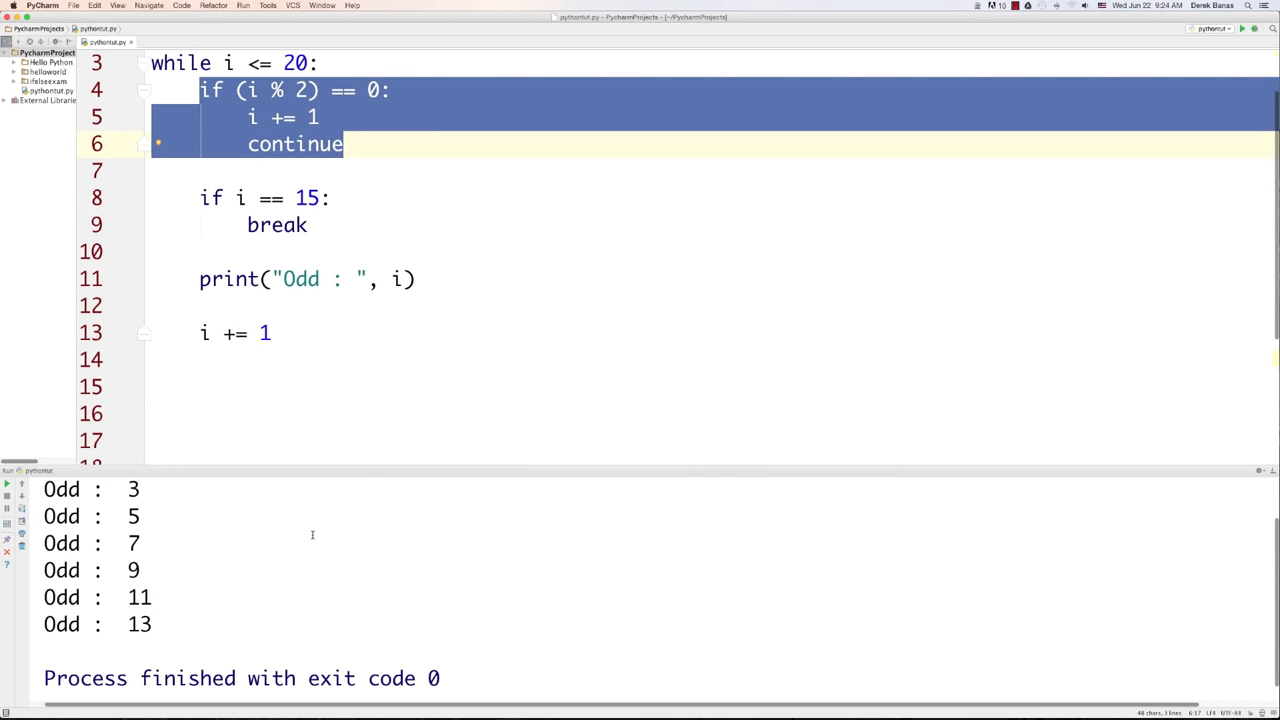 PyCharm File Edit View Navigate Code Refactor Run Tools VCS Window Help 10 Wed Jun 22 9:24 AM Derek Banas
pythontut.py - PycharmProjects - [~/PycharmProjects]
PycharmProjects pythontut.py pythontut
pythontut.py ×
PycharmProject
Hello Python
helloworld
ifelseexam
pythontut.py
External Librarie
3 while i <= 20:
4 if (i % 2) == 0:
5 i += 1
6 continue
7
8 if i == 15:
9 break
10
11 print("Odd : ", i)
12
13 i += 1
14
15
16
17
18
Run pythontut
Odd : 3
Odd : 5
Odd : 7
Odd : 9
Odd : 11
Odd : 13
Process finished with exit code 0
48 chars, 3 lines 6:17 LF÷ UTF-8÷